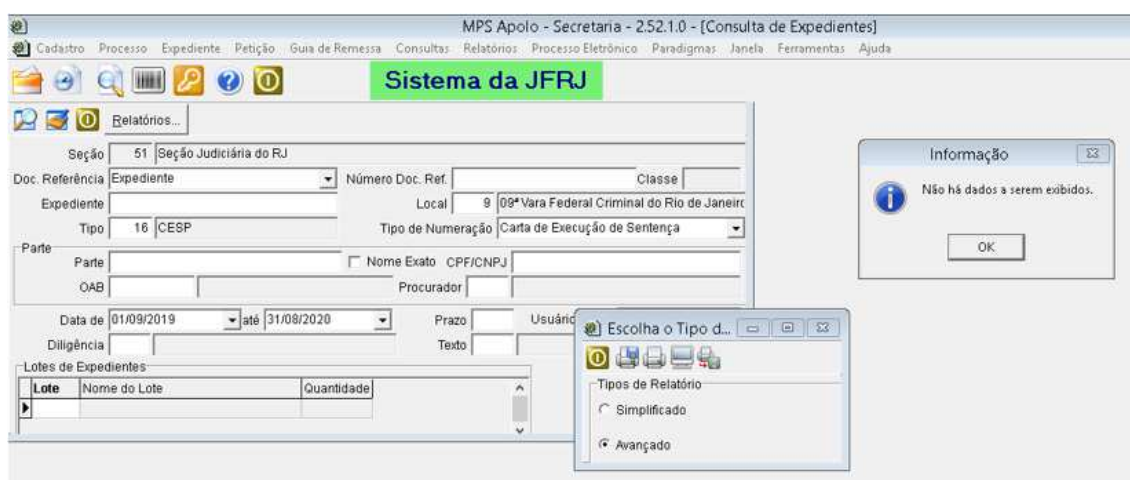 MPS Apolo - Secretaria - 2.52.1.0 - [Consulta de Expedientes]
Cadastro Processo Expediente Petição Guia de Remessa Consultas Relatórios Processo Eletrônico Paradigmas Janela Ferramentas Ajuda
Sistema da JFRJ
Relatórios...
Seção 51 Seção Judiciária do RJ
Doc. Referência Expediente Número Doc. Ref. Classe
Expediente Local 9 09ª Vara Federal Criminal do Rio de Janeirc
Tipo 16 CESP Tipo de Numeração Carta de Execução de Sentença
Parte
Parte Nome Exato CPF/CNPJ
OAB Procurador
Data de 01/09/2019 até 31/08/2020 Prazo Usuário
Diligência Texto
Lotes de Expedientes
Lote Nome do Lote Quantidade
Informação
Não há dados a serem exibidos.
OK
Escolha o Tipo d...
Tipos de Relatório
Simplificado
Avançado